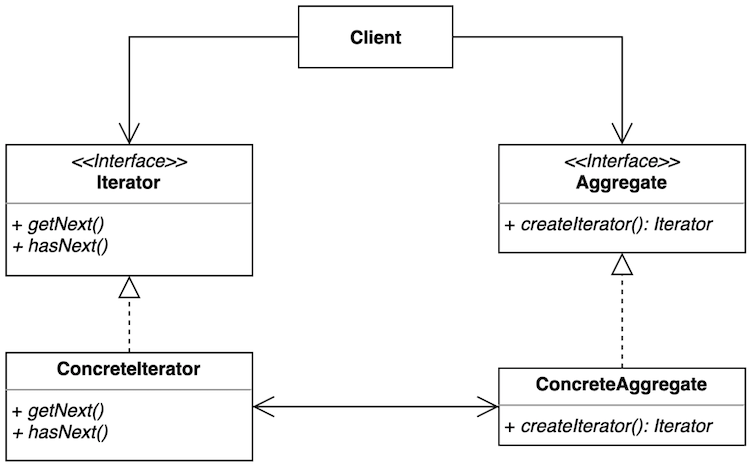 Client
<<Interface>>
Iterator
+ getNext()
+ hasNext()
<<Interface>>
Aggregate
+ createIterator(): Iterator
ConcreteIterator
+ getNext()
+ hasNext()
ConcreteAggregate
+ createIterator(): Iterator